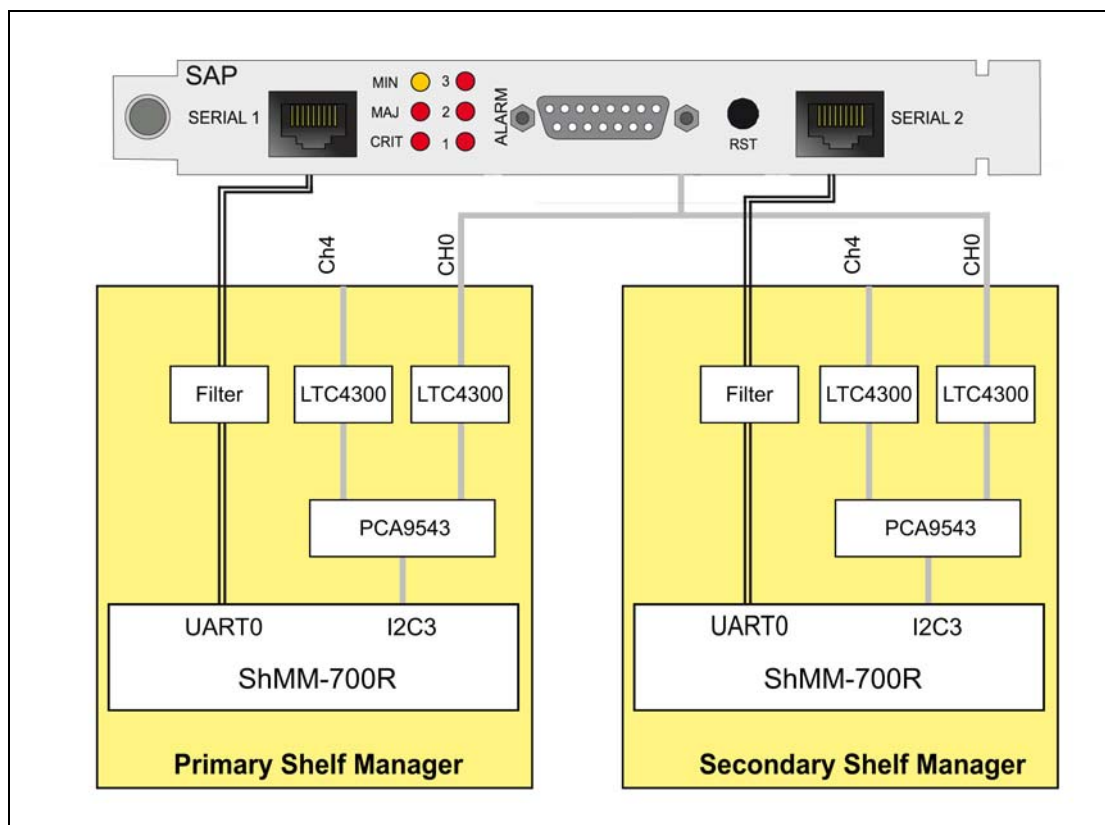 SAP
SERIAL 1
MIN 3
MAJ 2
CRIT 1
ALARM
RST
SERIAL 2
Ch4
CH0
Ch4
CH0
Filter
LTC4300
LTC4300
Filter
LTC4300
LTC4300
PCA9543
PCA9543
UART0
I2C3
UART0
I2C3
ShMM-700R
ShMM-700R
Primary Shelf Manager
Secondary Shelf Manager